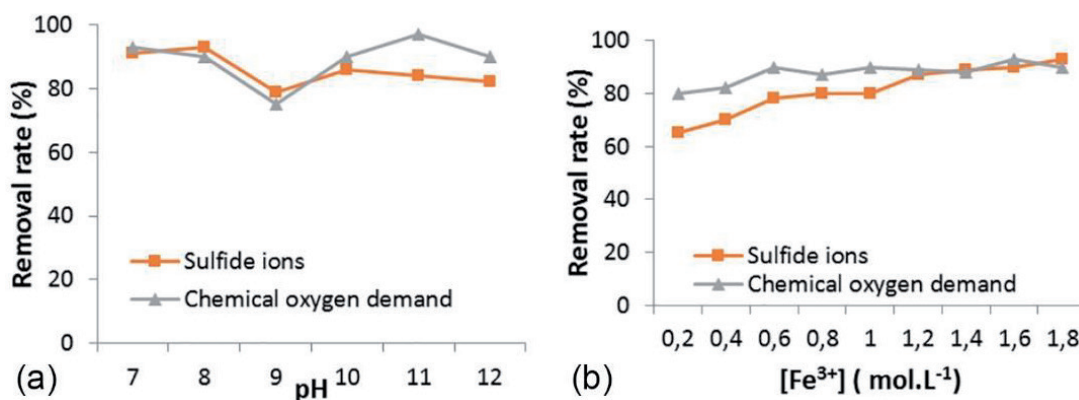 Removal rate (%)
100
80
60
40
20
0
Sulfide ions
Chemical oxygen demand
7 8 9 10 11 12
pH
(a)
Removal rate (%)
100
80
60
40
20
0
Sulfide ions
Chemical oxygen demand
0,2 0,4 0,6 0,8 1 1,2 1,4 1,6 1,8
[Fe³⁺] ( mol.L⁻¹)
(b)